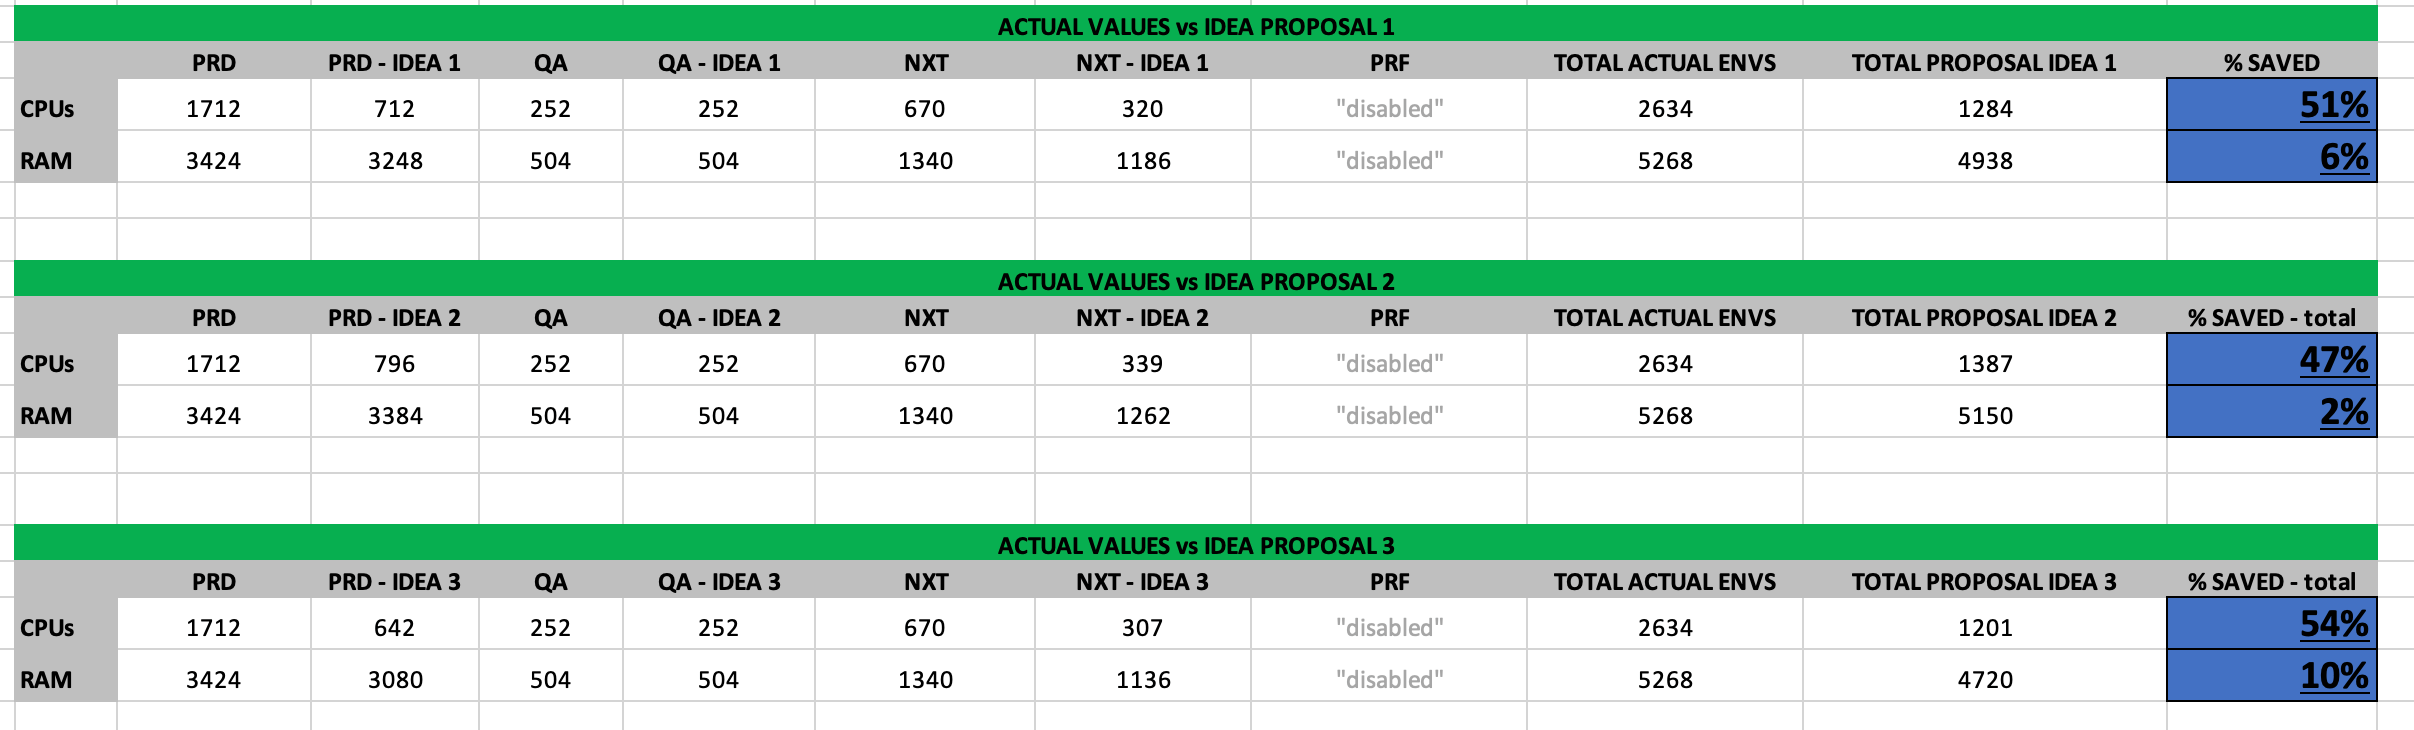 ACTUAL VALUES vs IDEA PROPOSAL 1
PRD PRD - IDEA 1 QA QA - IDEA 1 NXT NXT - IDEA 1 PRF TOTAL ACTUAL ENVS TOTAL PROPOSAL IDEA 1 % SAVED
CPUs 1712 712 252 252 670 320 "disabled" 2634 1284 51%
RAM 3424 3248 504 504 1340 1186 "disabled" 5268 4938 6%
ACTUAL VALUES vs IDEA PROPOSAL 2
PRD PRD - IDEA 2 QA QA - IDEA 2 NXT NXT - IDEA 2 PRF TOTAL ACTUAL ENVS TOTAL PROPOSAL IDEA 2 % SAVED - total
CPUs 1712 796 252 252 670 339 "disabled" 2634 1387 47%
RAM 3424 3384 504 504 1340 1262 "disabled" 5268 5150 2%
ACTUAL VALUES vs IDEA PROPOSAL 3
PRD PRD - IDEA 3 QA QA - IDEA 3 NXT NXT - IDEA 3 PRF TOTAL ACTUAL ENVS TOTAL PROPOSAL IDEA 3 % SAVED - total
CPUs 1712 642 252 252 670 307 "disabled" 2634 1201 54%
RAM 3424 3080 504 504 1340 1136 "disabled" 5268 4720 10%